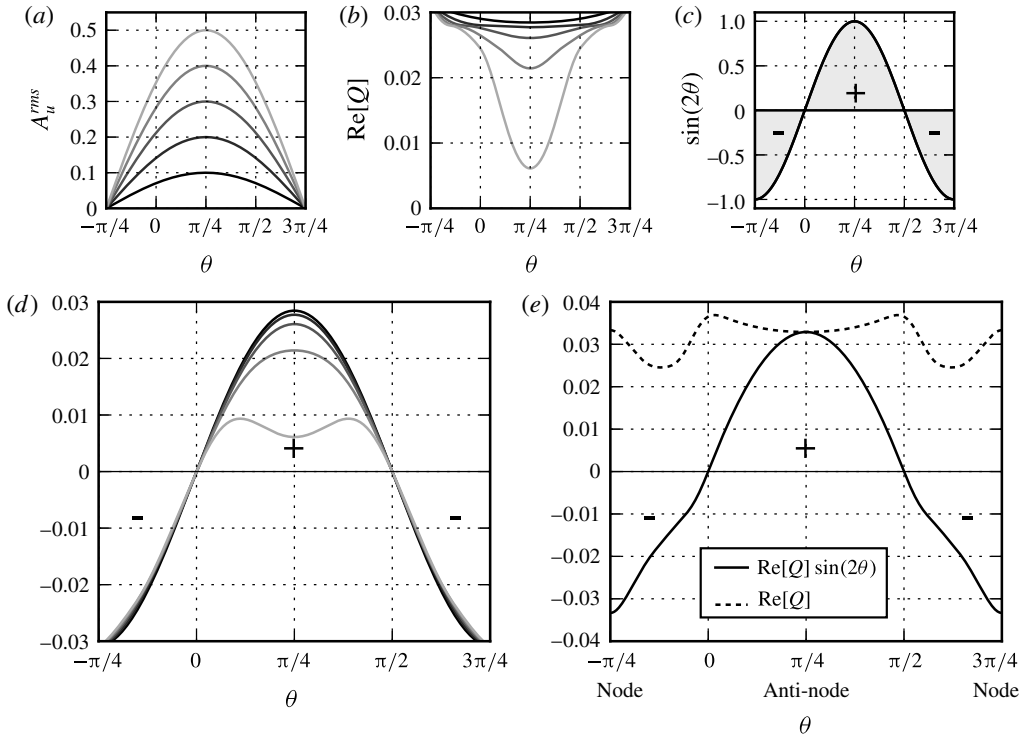 (a)
0.5
0.4
0.3
0.2
0.1
0
A_u^{rms}
−π/4 0 π/4 π/2 3π/4
θ
(b)
0.03
0.02
0.01
0
Re[Q]
−π/4 0 π/4 π/2 3π/4
θ
(c)
1.0
0.5
0
−0.5
−1.0
sin(2θ)
+
-
-
−π/4 0 π/4 π/2 3π/4
θ
(d)
0.03
0.02
0.01
0
−0.01
−0.02
−0.03
+
-
-
−π/4 0 π/4 π/2 3π/4
θ
(e)
0.04
0.03
0.02
0.01
0
−0.01
−0.02
−0.03
−0.04
+
-
-
Re[Q] sin(2θ)
Re[Q]
−π/4 0 π/4 π/2 3π/4
Node Anti-node Node
θ